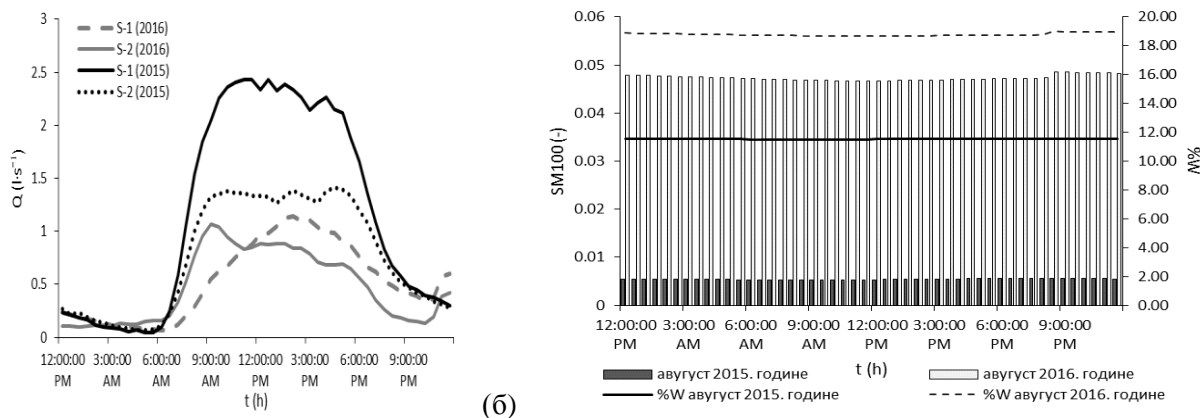 3
2.5
2
1.5
1
0.5
0
Q (l·s⁻¹)
S-1 (2016)
S-2 (2016)
S-1 (2015)
S-2 (2015)
12:00:00 PM
3:00:00 AM
6:00:00 AM
9:00:00 AM
12:00:00 PM
3:00:00 PM
6:00:00 PM
9:00:00 PM
t (h)
(б)
0.06
0.05
0.04
0.03
0.02
0.01
0
SM100 (-)
20.00
18.00
16.00
14.00
12.00
10.00
8.00
6.00
4.00
2.00
0.00
%W
12:00:00 PM
3:00:00 AM
6:00:00 AM
9:00:00 AM
12:00:00 PM
3:00:00 PM
6:00:00 PM
9:00:00 PM
t (h)
авугуст 2015. године
авугуст 2016. године
%W авугуст 2015. године
%W авугуст 2016. године